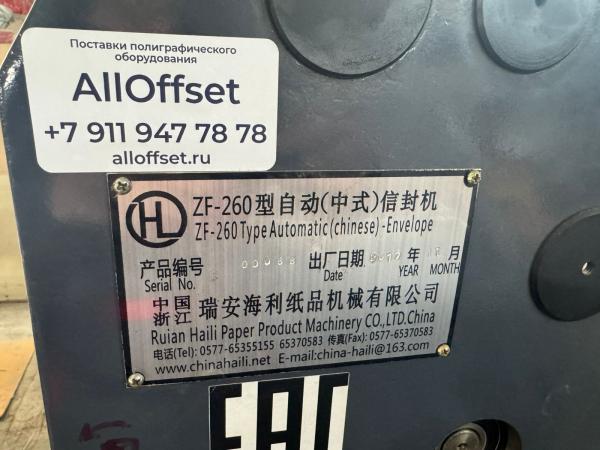 Поставки полиграфического
оборудования
AllOffset
+7 911 947 78 78
alloffset.ru
HL
ZF-260型自动(中式)信封机
ZF-260 Type Automatic(chinese)-Envelope
产品编号 出厂日期 年 月
Serial No. YEAR MONTH
中国 浙江 瑞安海利纸品机械有限公司
Ruian Haili Paper Product Machinery CO.,LTD.China
电话(Tel): 0577-65355155 65370583 传真(Fax): 0577-65370583
www.chinahaili.net E-mail:china-haili@163.com
EAC